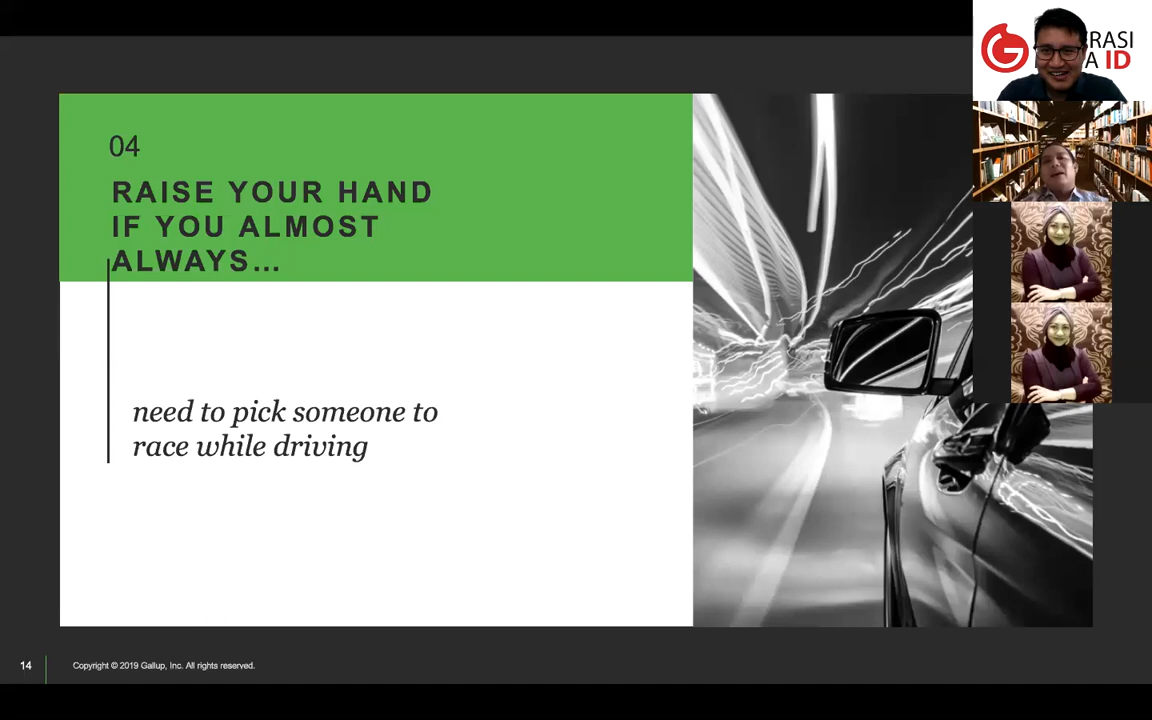 04
RAISE YOUR HAND
IF YOU ALMOST
ALWAYS...
need to pick someone to
race while driving
14
Copyright © 2019 Gallup, Inc. All rights reserved.
G
ID